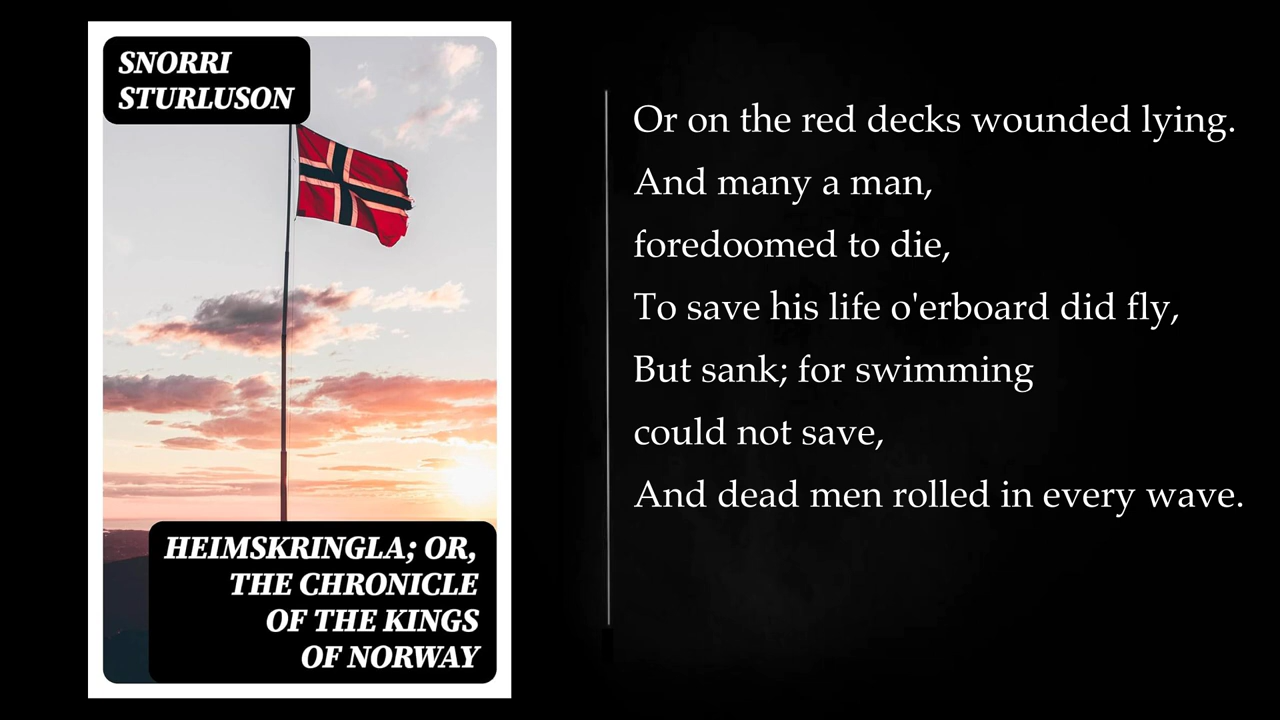 SNORRI
STURLUSON
HEIMSKRINGLA; OR,
THE CHRONICLE
OF THE KINGS
OF NORWAY
Or on the red decks wounded lying.
And many a man,
foredoomed to die,
To save his life o'erboard did fly,
But sank; for swimming
could not save,
And dead men rolled in every wave.